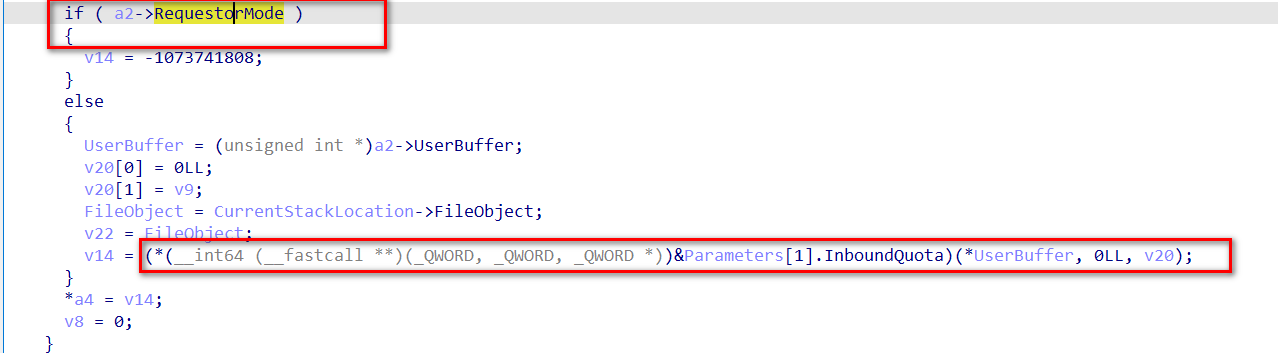 if ( a2->RequestorMode )
{
v14 = -1073741808;
}
else
{
UserBuffer = (unsigned int *)a2->UserBuffer;
v20[0] = 0LL;
v20[1] = v9;
FileObject = CurrentStackLocation->FileObject;
v22 = FileObject;
v14 = (*(__int64 (__fastcall **)(_QWORD, _QWORD, _QWORD *))&Parameters[1].InboundQuota)(*UserBuffer, 0LL, v20);
}
*a4 = v14;
v8 = 0;
}